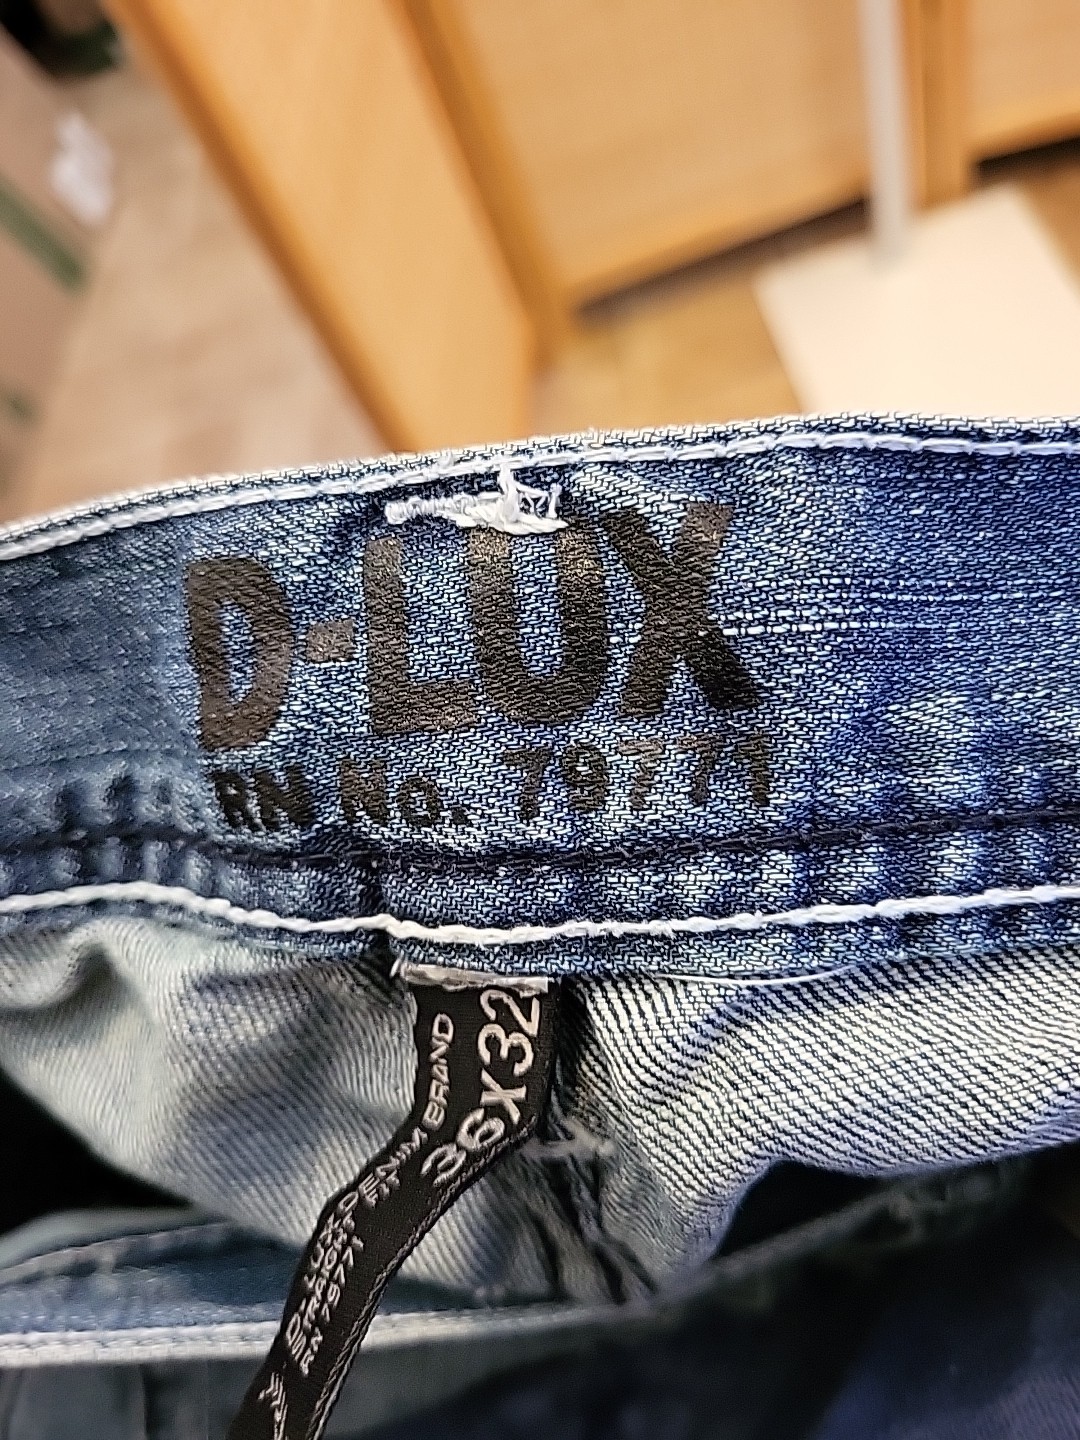 D-LUX
RN No. 79771
36X32
D-LUX DENIM BRAND
STRAIGHT FIT
RN 79771